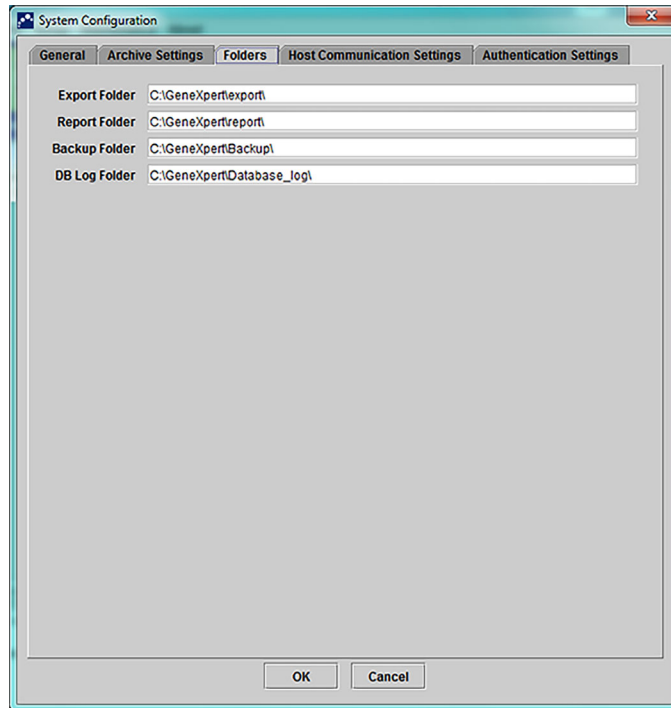 System Configuration
General Archive Settings Folders Host Communication Settings Authentication Settings
Export Folder C:\GeneXpert\export\
Report Folder C:\GeneXpert\report\
Backup Folder C:\GeneXpert\Backup\
DB Log Folder C:\GeneXpert\Database_log\
OK Cancel